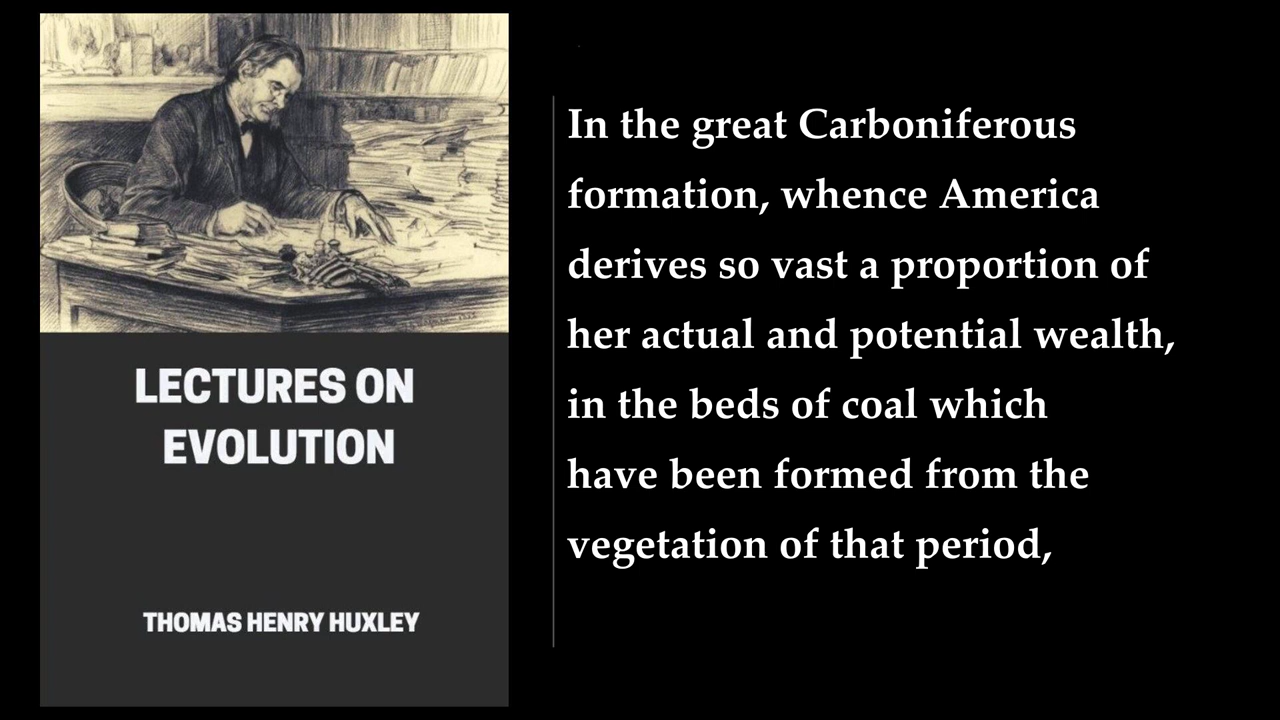 LECTURES ON
EVOLUTION
THOMAS HENRY HUXLEY
In the great Carboniferous
formation, whence America
derives so vast a proportion of
her actual and potential wealth,
in the beds of coal which
have been formed from the
vegetation of that period,